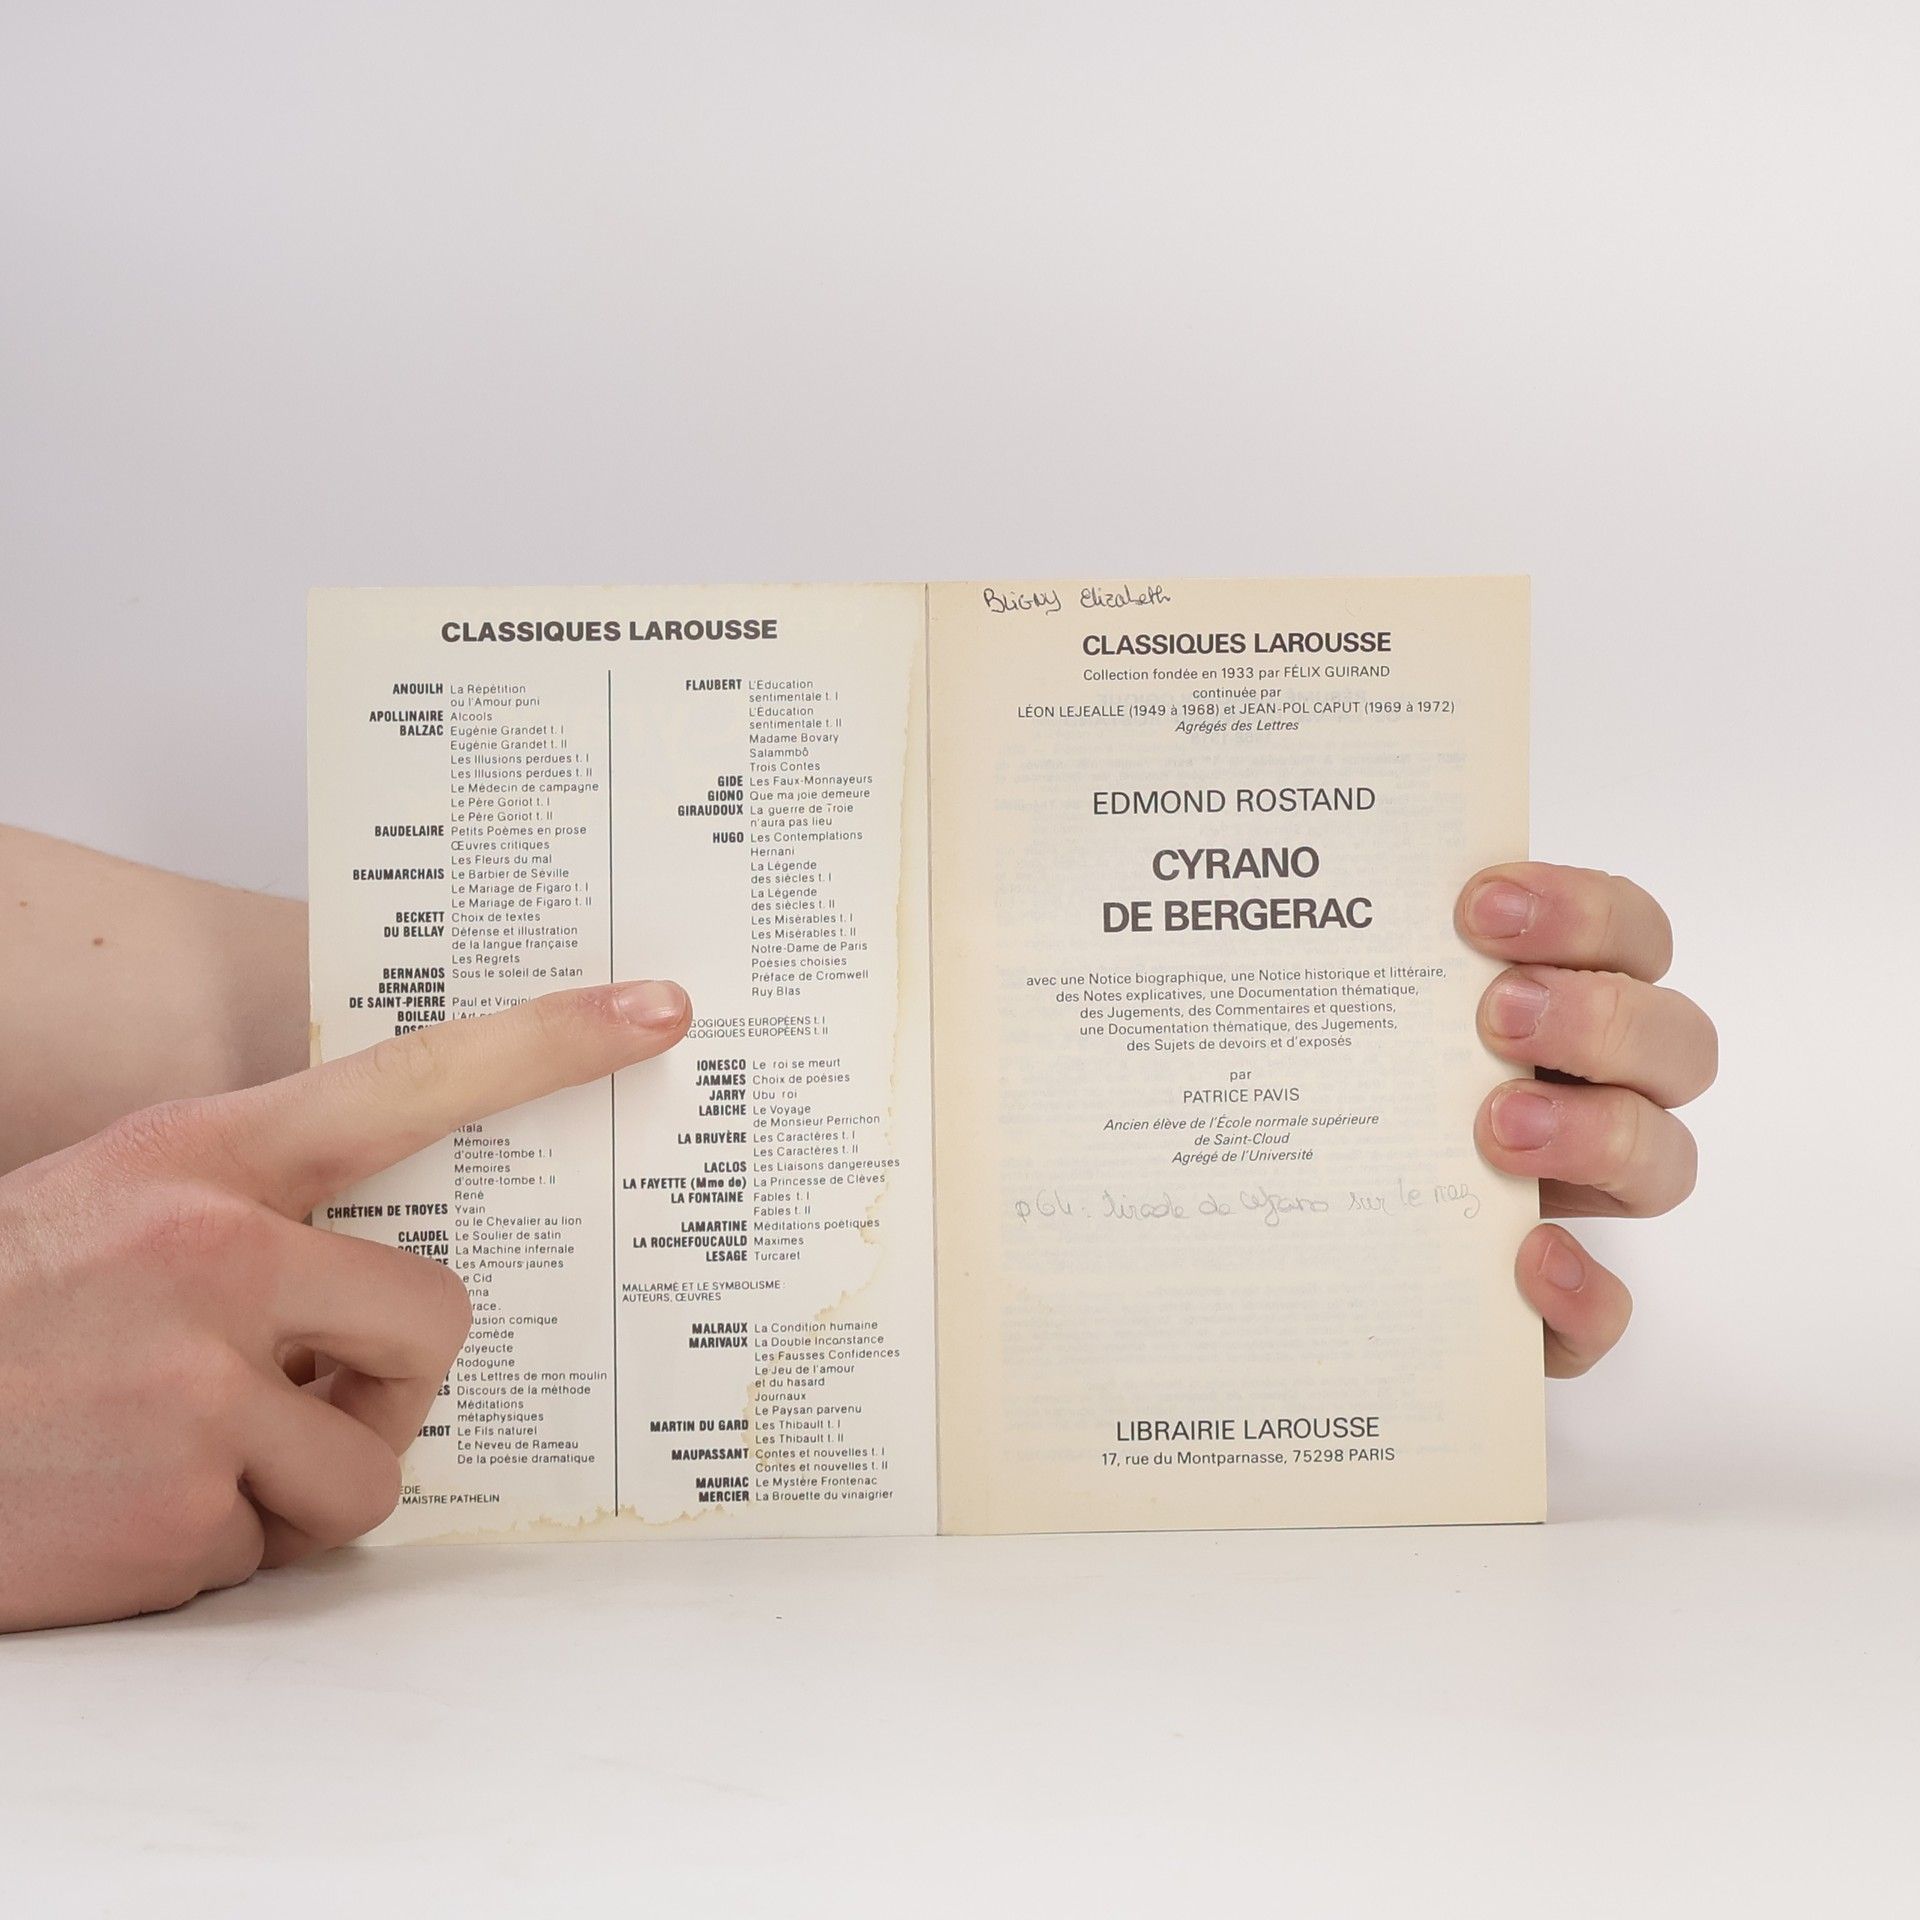 CLASSIQUES LAROUSSE
ANOUILH La Répétition
ou l'Amour puni
APOLLINAIRE Alcools
BALZAC Eugénie Grandet t. I
Eugénie Grandet t. II
Les Illusions perdues t. I
Les Illusions perdues t. II
Le Médecin de campagne
Le Père Goriot t. I
Le Père Goriot t. II
BAUDELAIRE Petits Poèmes en prose
Œuvres critiques
Les Fleurs du mal
BEAUMARCHAIS Le Barbier de Séville
Le Mariage de Figaro t. I
Le Mariage de Figaro t. II
BECKETT Choix de textes
DU BELLAY Défense et illustration
de la langue française
Les Regrets
BERNANOS Sous le soleil de Satan
BERNARDIN
DE SAINT-PIERRE Paul et
BOILEAU
Mémoires
d'outre-tombe t. I
Mémoires
d'outre-tombe t. II
René
CHRÉTIEN DE TROYES Yvain
ou le Chevalier au lion
CLAUDEL Le Soulier de satin
La Machine infernale
Les Amours jaunes
Cid
comique
Rodogune
Les Lettres de mon moulin
Discours de la méthode
Méditations
métaphysiques
Le Fils naturel
Le Neveu de Rameau
De la poésie dramatique
MAISTRE PATHELIN
FLAUBERT L'Éducation
sentimentale t. I
L'Éducation
sentimentale t. II
Madame Bovary
Salammbô
Trois Contes
GIDE Les Faux-Monnayeurs
GIONO Que ma joie demeure
GIRAUDOUX La guerre de Troie
n'aura pas lieu
HUGO Les Contemplations
Hernani
La Légende
des siècles t. I
La Légende
des siècles t. II
Les Misérables t. I
Les Misérables t. II
Notre-Dame de Paris
Poésies choisies
Préface de Cromwell
Ruy Blas
EUROPÉENS t. I
EUROPÉENS t. II
IONESCO Le roi se meurt
JAMMES Choix de poésies
JARRY Ubu roi
LABICHE Le Voyage
de Monsieur Perrichon
LA BRUYÈRE Les Caractères t. I
Les Caractères t. II
LACLOS Les Liaisons dangereuses
LA FAYETTE (Mme de) La Princesse de Clèves
LA FONTAINE Fables t. I
Fables t. II
LAMARTINE Méditations poétiques
LA ROCHEFOUCAULD Maximes
LESAGE Turcaret
MALLARMÉ ET LE SYMBOLISME :
AUTEURS, ŒUVRES
MALRAUX La Condition humaine
MARIVAUX La Double Inconstance
Les Fausses Confidences
Le Jeu de l'amour
et du hasard
Journaux
Le Paysan parvenu
MARTIN DU GARD Les Thibault t. I
Les Thibault t. II
MAUPASSANT Contes et nouvelles t. I
Contes et nouvelles t. II
MAURIAC Le Mystère Frontenac
MERCIER La Brouette du vinaigrier
BLIGNY Elizabeth
CLASSIQUES LAROUSSE
Collection fondée en 1933 par FÉLIX GUIRAND
continuée par
LÉON LEJEALLE (1949 à 1968) et JEAN-POL CAPUT (1969 à 1972)
Agrégés des Lettres
EDMOND ROSTAND
CYRANO
DE BERGERAC
avec une Notice biographique, une Notice historique et littéraire,
des Notes explicatives, une Documentation thématique,
des Jugements, des Commentaires et questions,
une Documentation thématique, des Jugements,
des Sujets de devoirs et d'exposés
par
PATRICE PAVIS
Ancien élève de l'École normale supérieure
de Saint-Cloud
Agrégé de l'Université
p 64 : tirade de Cyrano sur le naz
LIBRAIRIE LAROUSSE
17, rue du Montparnasse, 75298 PARIS